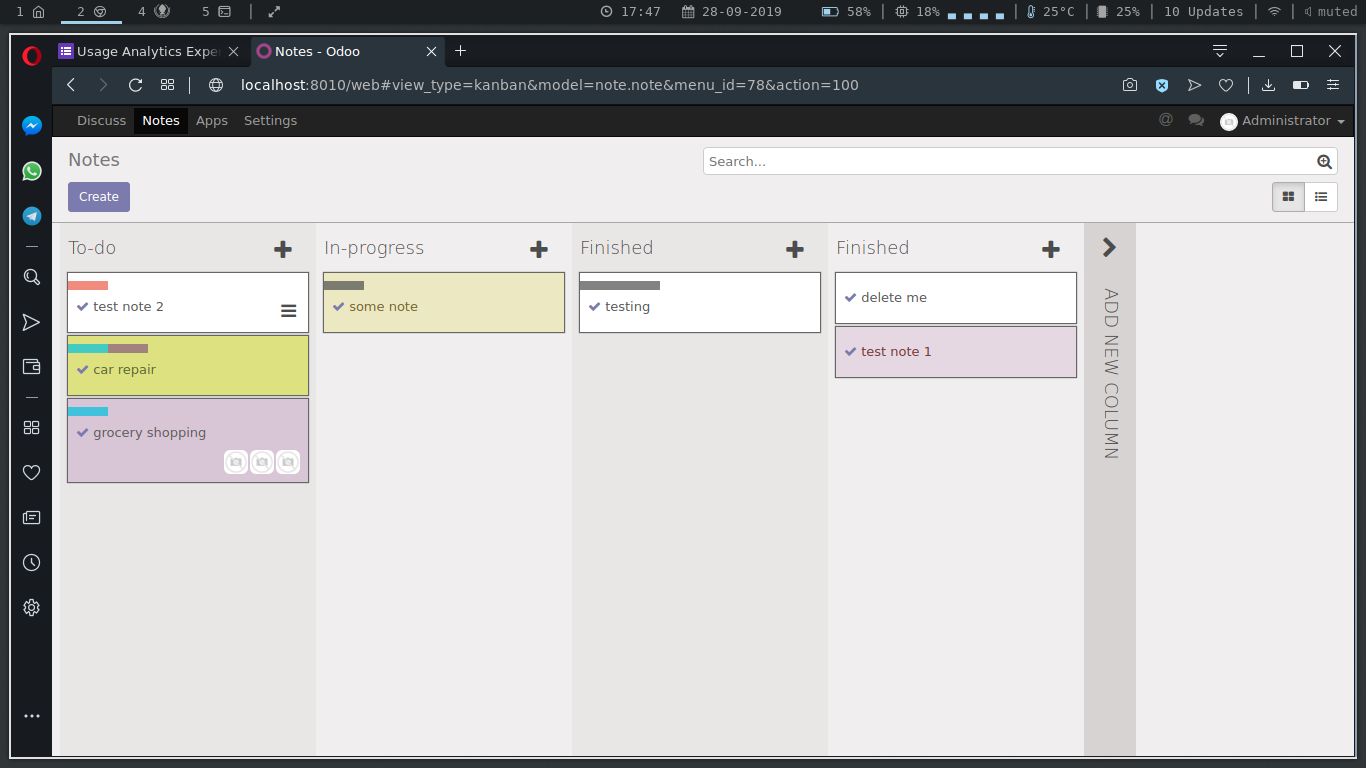 1 2 4 5 17:47 28-09-2019 58% 18% 25°C 25% 10 Updates muted
Usage Analytics Expe Notes - Odoo
localhost:8010/web#view_type=kanban&model=note.note&menu_id=78&action=100
Discuss Notes Apps Settings @ Administrator
Notes Search...
Create
To-do In-progress Finished Finished
test note 2 some note testing delete me
car repair test note 1
grocery shopping
ADD NEW COLUMN